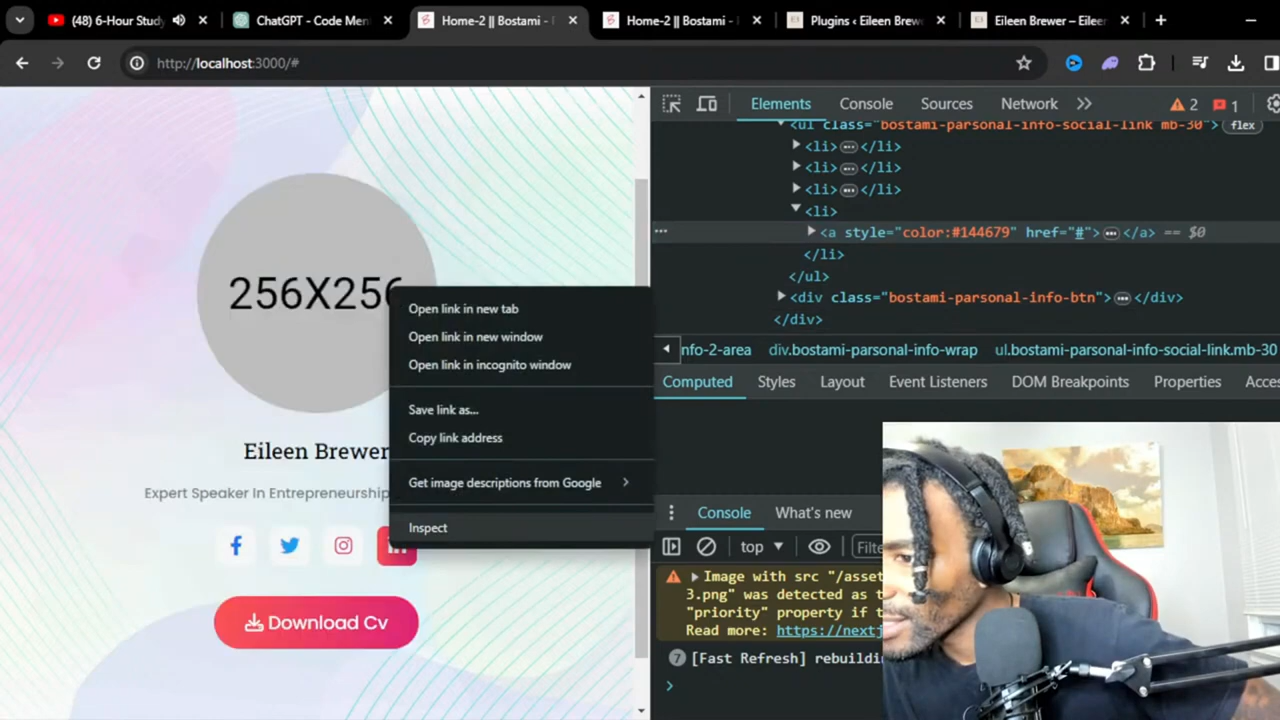 (48) 6-Hour Study
ChatGPT - Code Men
Home-2 || Bostami -
Home-2 || Bostami -
Plugins ‹ Eileen Brewe
Eileen Brewer – Eilee
http://localhost:3000/#
256X256
Eileen Brewer
Expert Speaker In Entrepreneurship
Download Cv
Open link in new tab
Open link in new window
Open link in incognito window
Save link as...
Copy link address
Get image descriptions from Google
Inspect
Elements Console Sources Network 2 1
<ul class="bostami-parsonal-info-social-link mb-30"> flex
<li> ... </li>
<li> ... </li>
<li> ... </li>
<li>
... <a style="color:#144679" href="#"> ... </a> == $0
</li>
</ul>
<div class="bostami-parsonal-info-btn"> ... </div>
</div>
nfo-2-area div.bostami-parsonal-info-wrap ul.bostami-parsonal-info-social-link.mb-30
Computed Styles Layout Event Listeners DOM Breakpoints Properties Acces
Console What's new
top Filte
Image with src "/asse
3.png" was detected as t
"priority" property if t
Read more: https://nextj
7 [Fast Refresh] rebuildin